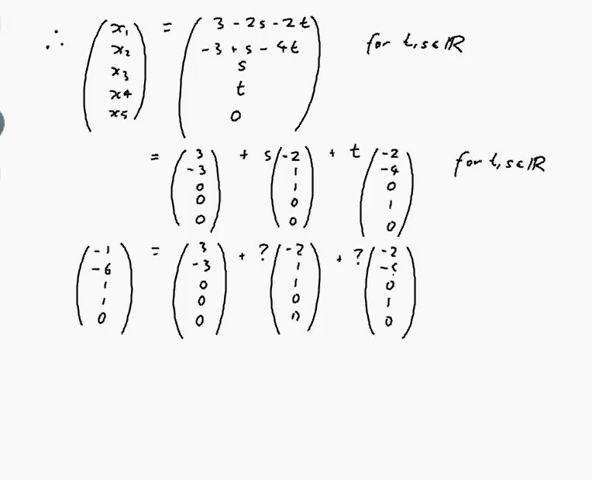 ∴ (x₁ x₂ x₃ x₄ x₅) = (3 - 2s - 2t, -3 + s - 4t, s, t, 0) for t, s ∈ ℝ
= (3 -3 0 0 0) + s(-2 1 1 0 0) + t(-2 -4 0 1 0) for t, s ∈ ℝ
(-1 -6 1 1 0) = (3 -3 0 0 0) + ?(-2 1 1 0 0) + ?(-2 -4 0 1 0)